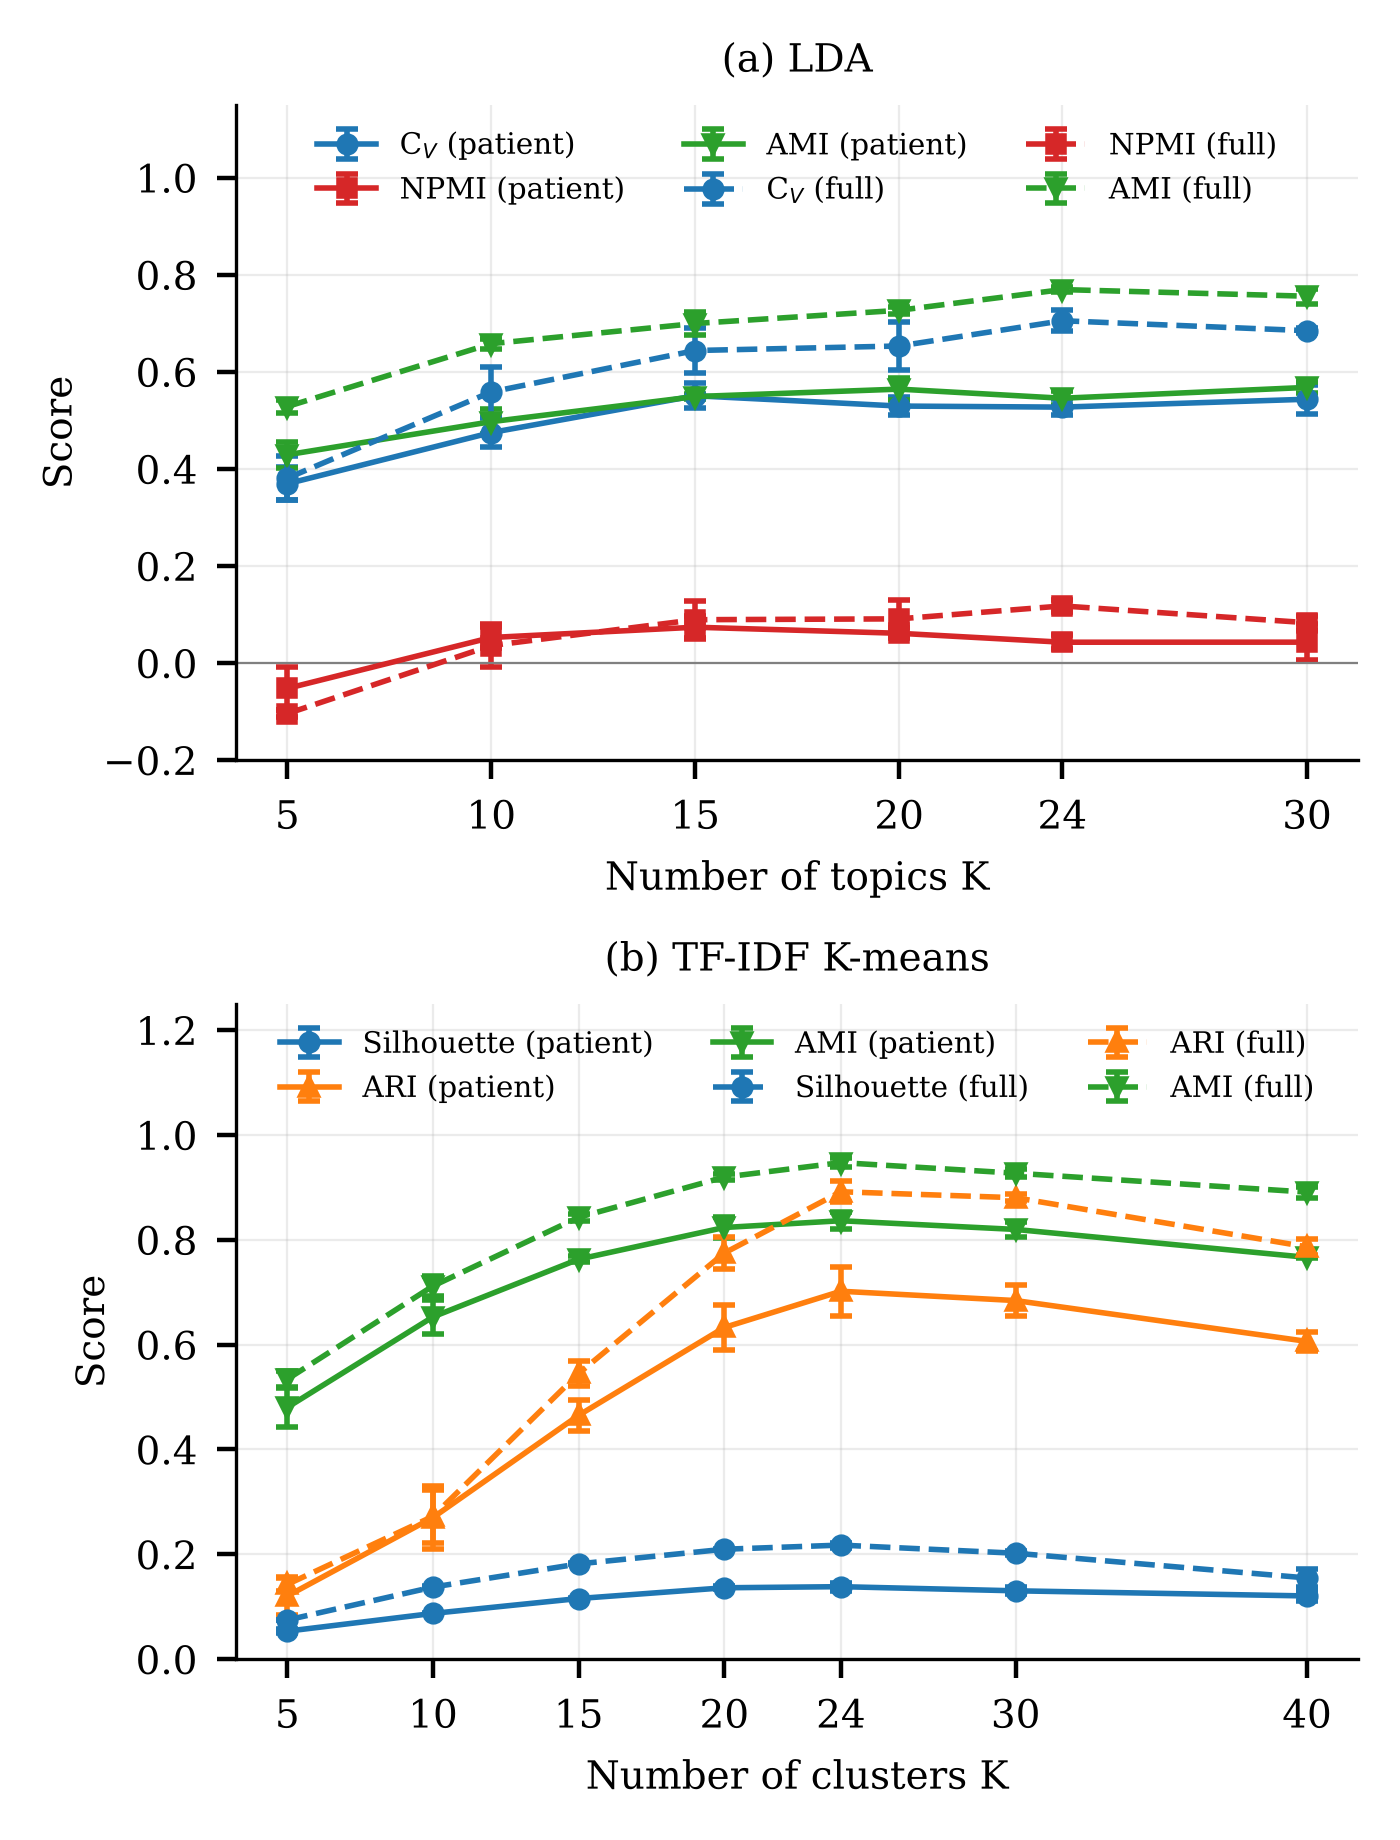 (a) LDA
C_V (patient)
NPMI (patient)
AMI (patient)
C_V (full)
NPMI (full)
AMI (full)
Score
1.0
0.8
0.6
0.4
0.2
0.0
−0.2
5 10 15 20 24 30
Number of topics K
(b) TF-IDF K-means
Silhouette (patient)
ARI (patient)
AMI (patient)
Silhouette (full)
ARI (full)
AMI (full)
Score
1.2
1.0
0.8
0.6
0.4
0.2
0.0
5 10 15 20 24 30 40
Number of clusters K